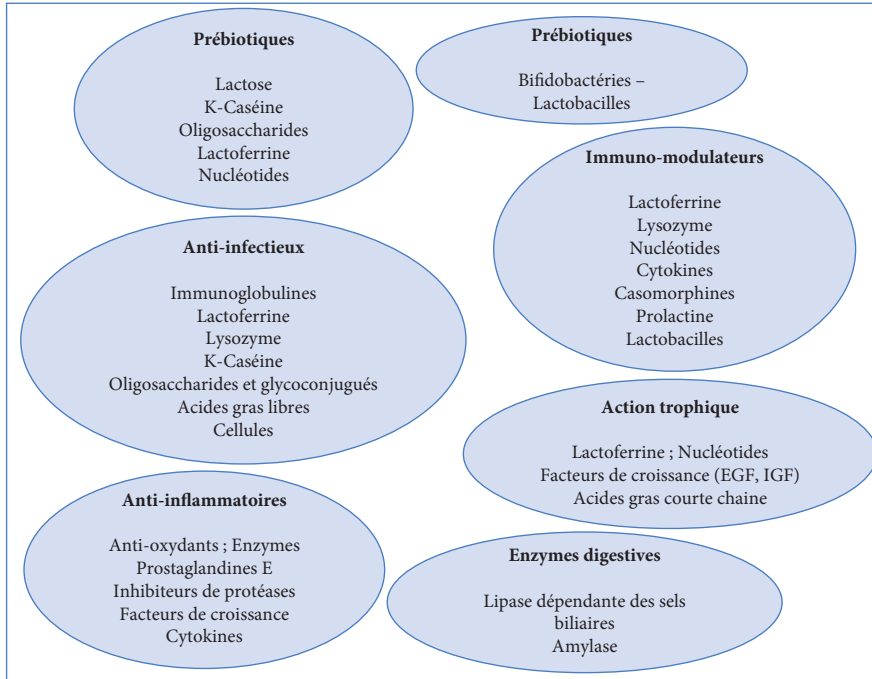 Prébiotiques
Lactose
K-Caséine
Oligosaccharides
Lactoferrine
Nucléotides
Prébiotiques
Bifidobactéries –
Lactobacilles
Immuno-modulateurs
Lactoferrine
Lysozyme
Nucléotides
Cytokines
Casomorphines
Prolactine
Lactobacilles
Anti-infectieux
Immunoglobulines
Lactoferrine
Lysozyme
K-Caséine
Oligosaccharides et glycoconjugués
Acides gras libres
Cellules
Action trophique
Lactoferrine ; Nucléotides
Facteurs de croissance (EGF, IGF)
Acides gras courte chaine
Anti-inflammatoires
Anti-oxydants ; Enzymes
Prostaglandines E
Inhibiteurs de protéases
Facteurs de croissance
Cytokines
Enzymes digestives
Lipase dépendante des sels
biliaires
Amylase